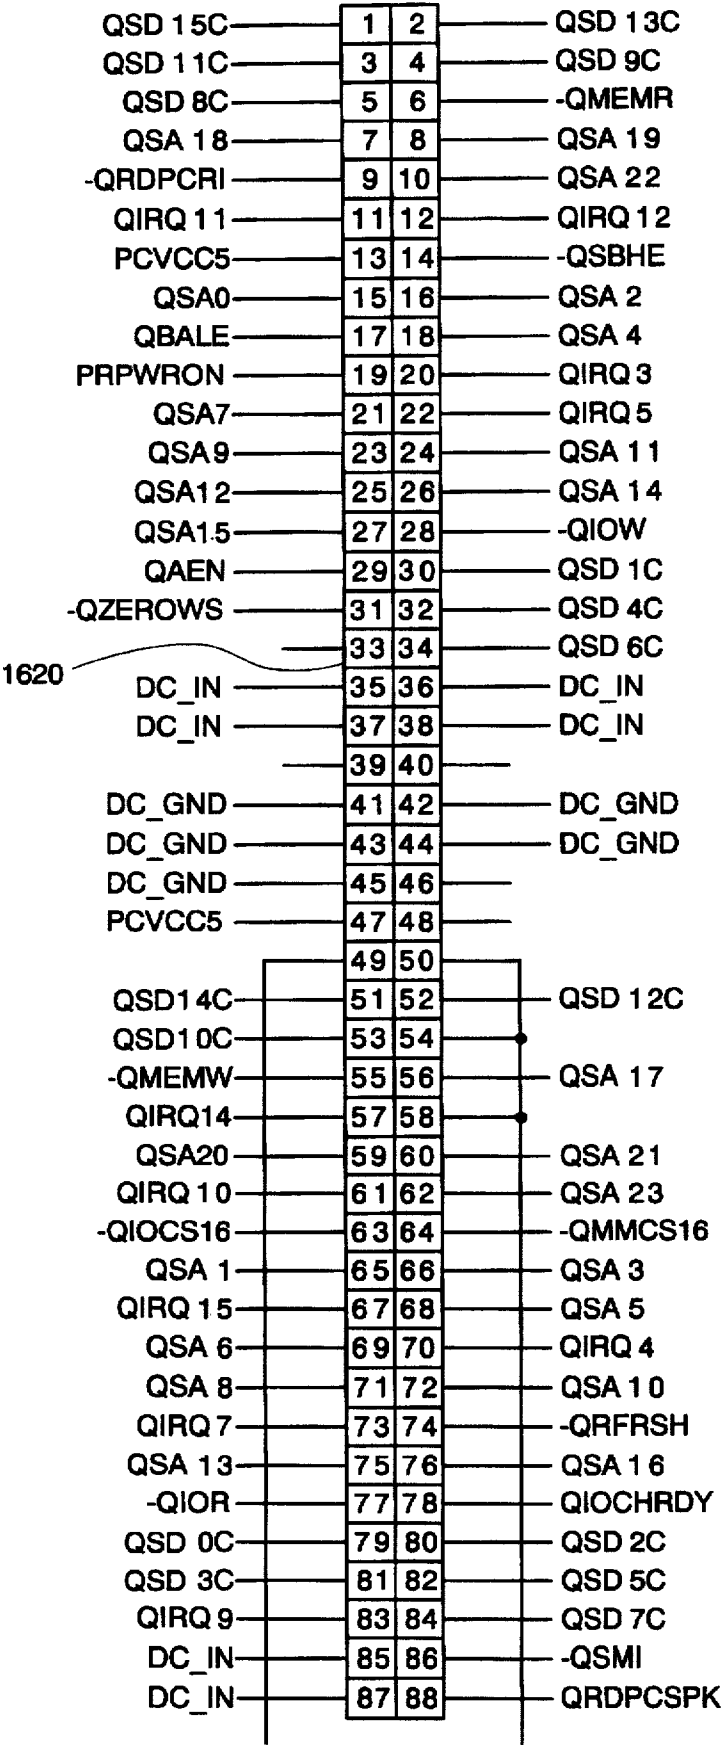 QSD 15C 1 2 QSD 13C
QSD 11C 3 4 QSD 9C
QSD 8C 5 6 -QMEMR
QSA 18 7 8 QSA 19
-QRDPCRI 9 10 QSA 22
QIRQ 11 11 12 QIRQ 12
PCVCC5 13 14 -QSBHE
QSA0 15 16 QSA 2
QBALE 17 18 QSA 4
PRPWRON 19 20 QIRQ 3
QSA7 21 22 QIRQ 5
QSA9 23 24 QSA 11
QSA12 25 26 QSA 14
QSA15 27 28 -QIOW
QAEN 29 30 QSD 1C
-QZEROWS 31 32 QSD 4C
33 34 QSD 6C
1620
DC_IN 35 36 DC_IN
DC_IN 37 38 DC_IN
39 40
DC_GND 41 42 DC_GND
DC_GND 43 44 DC_GND
DC_GND 45 46
PCVCC5 47 48
49 50
QSD14C 51 52 QSD 12C
QSD10C 53 54
-QMEMW 55 56 QSA 17
QIRQ14 57 58
QSA20 59 60 QSA 21
QIRQ 10 61 62 QSA 23
-QIOCS16 63 64 -QMMCS16
QSA 1 65 66 QSA 3
QIRQ 15 67 68 QSA 5
QSA 6 69 70 QIRQ 4
QSA 8 71 72 QSA 10
QIRQ 7 73 74 -QRFRSH
QSA 13 75 76 QSA 16
-QIOR 77 78 QIOCHRDY
QSD 0C 79 80 QSD 2C
QSD 3C 81 82 QSD 5C
QIRQ 9 83 84 QSD 7C
DC_IN 85 86 -QSMI
DC_IN 87 88 QRDPCSPK